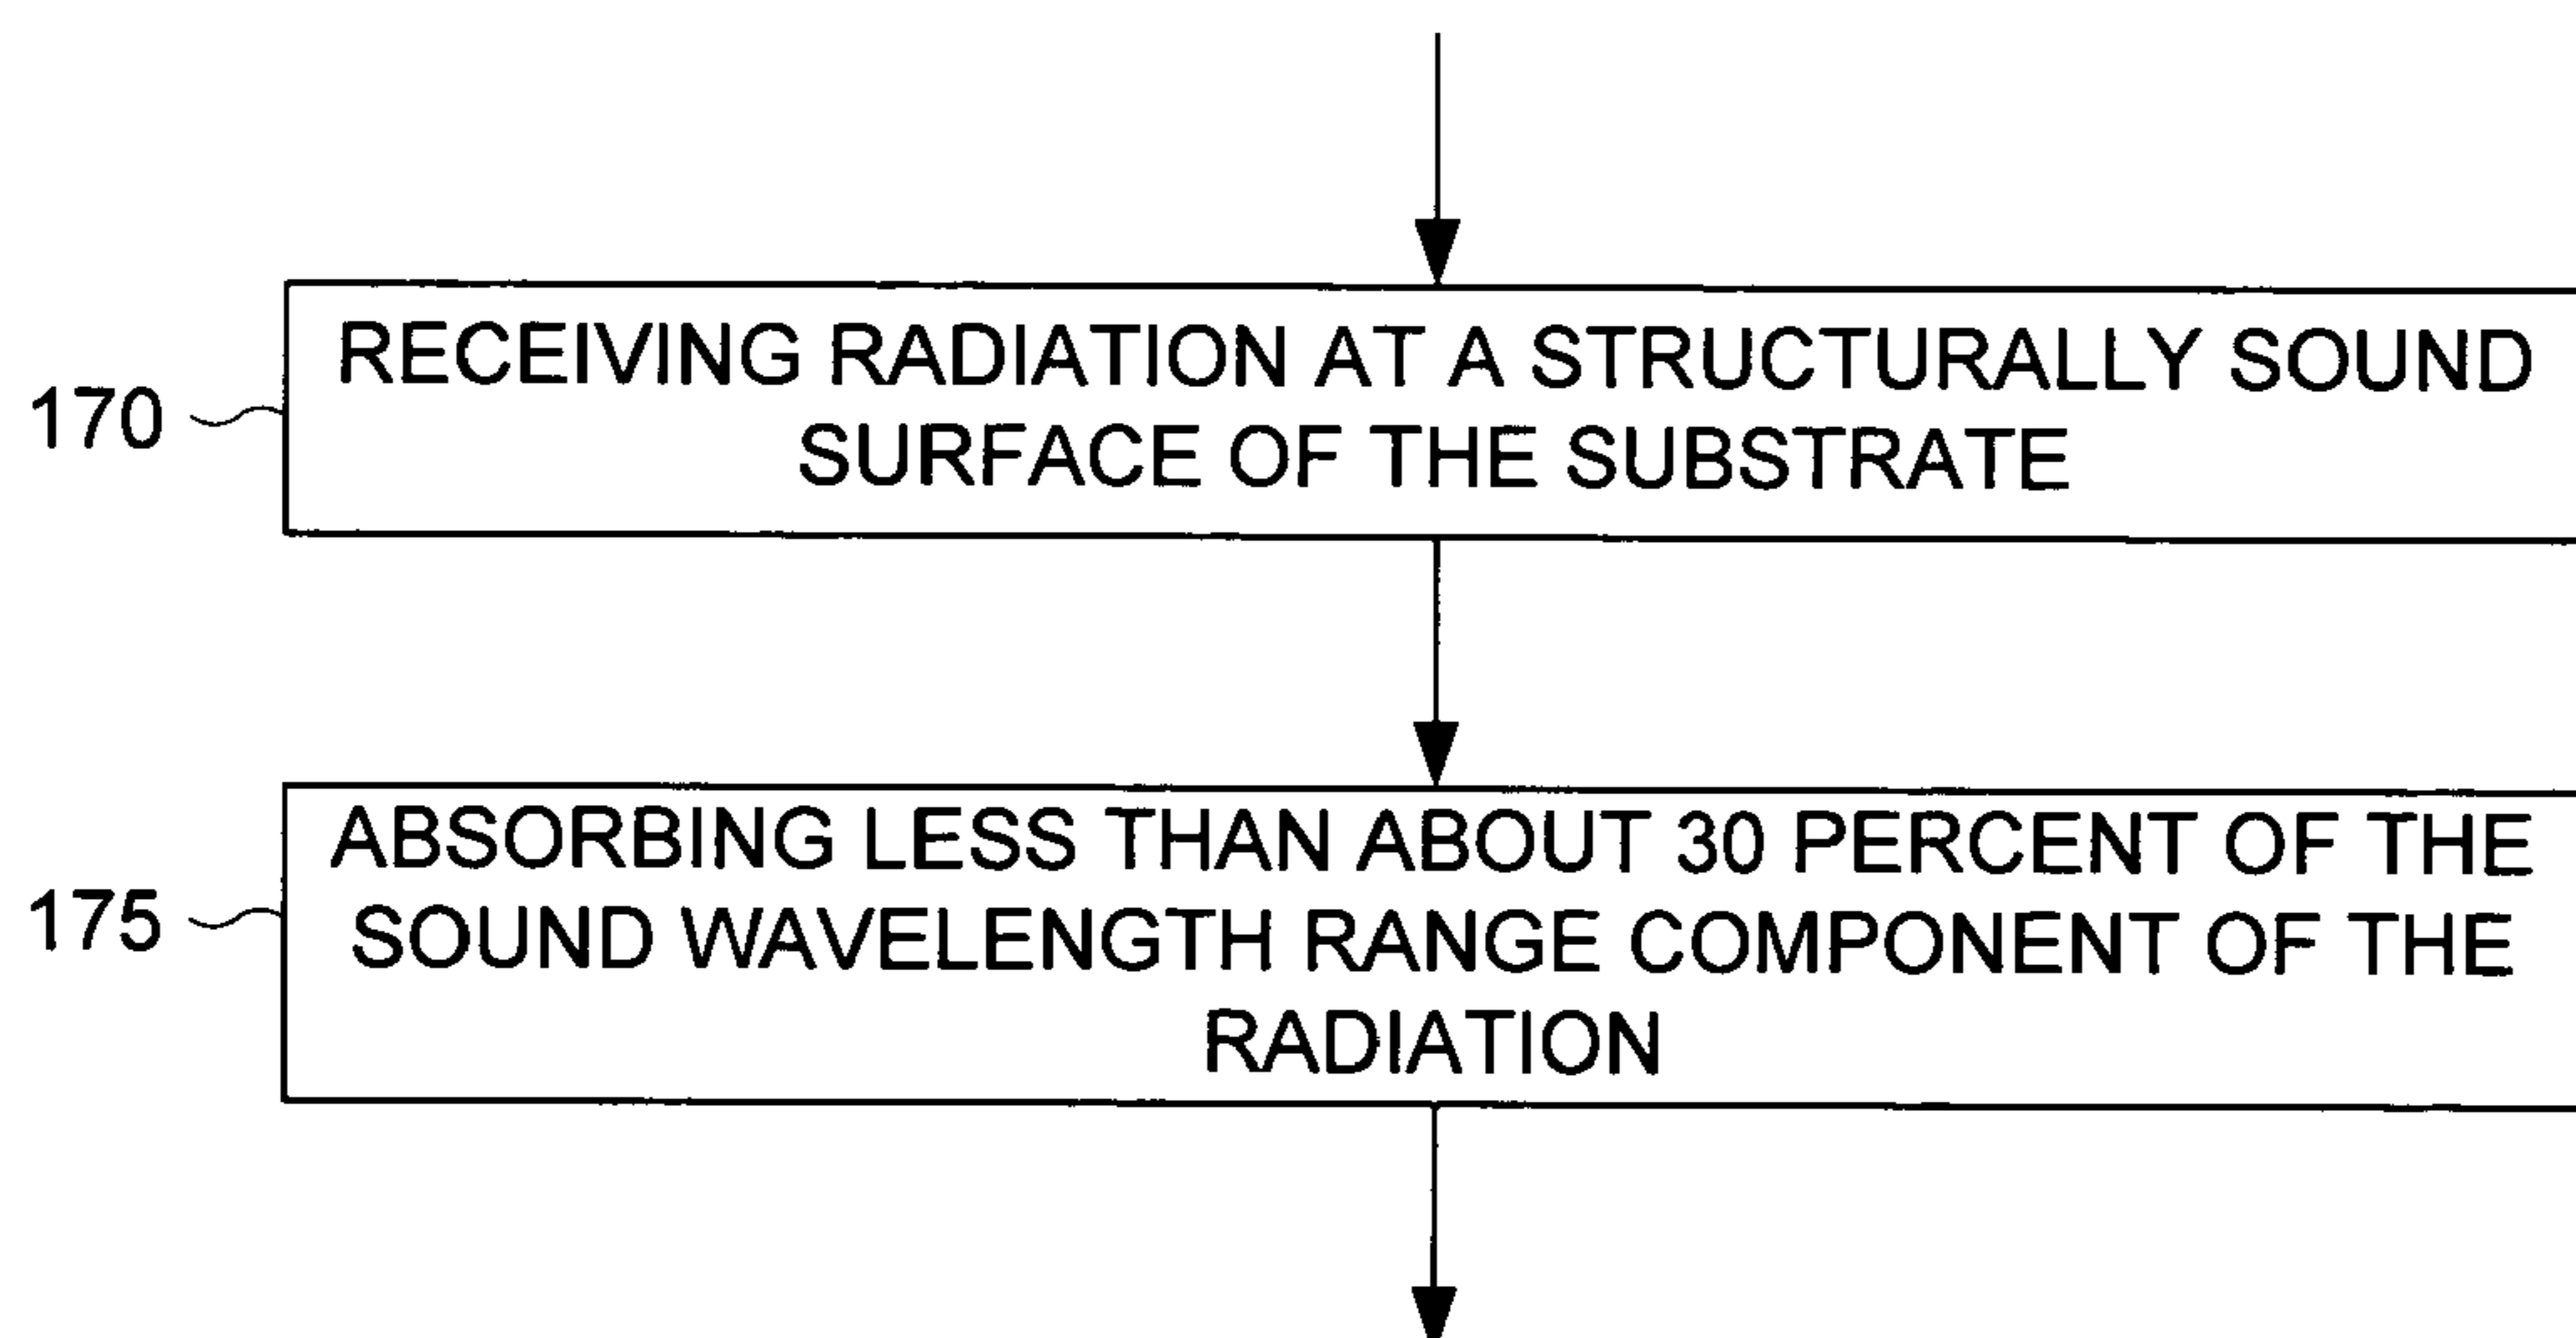 170
RECEIVING RADIATION AT A STRUCTURALLY SOUND
SURFACE OF THE SUBSTRATE
175
ABSORBING LESS THAN ABOUT 30 PERCENT OF THE
SOUND WAVELENGTH RANGE COMPONENT OF THE
RADIATION